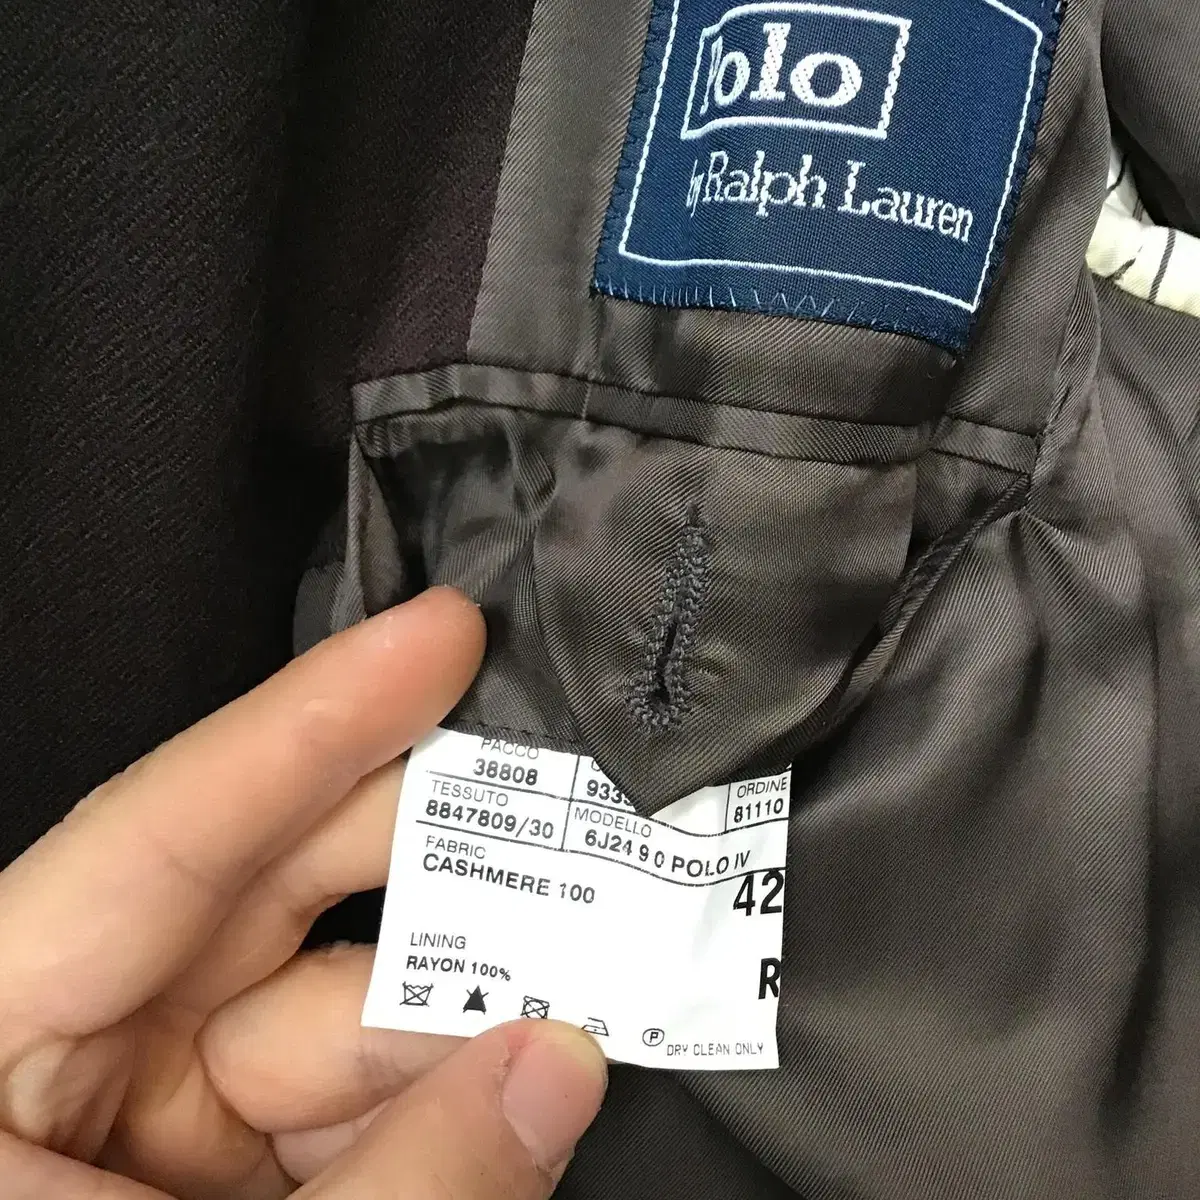 Polo
by Ralph Lauren
PACCO
38808
ORDINE
81110
TESSUTO
8847809/30
MODELLO
6J24 9 0 POLO IV
FABRIC
CASHMERE 100
42
LINING
RAYON 100%
R
P
DRY CLEAN ONLY